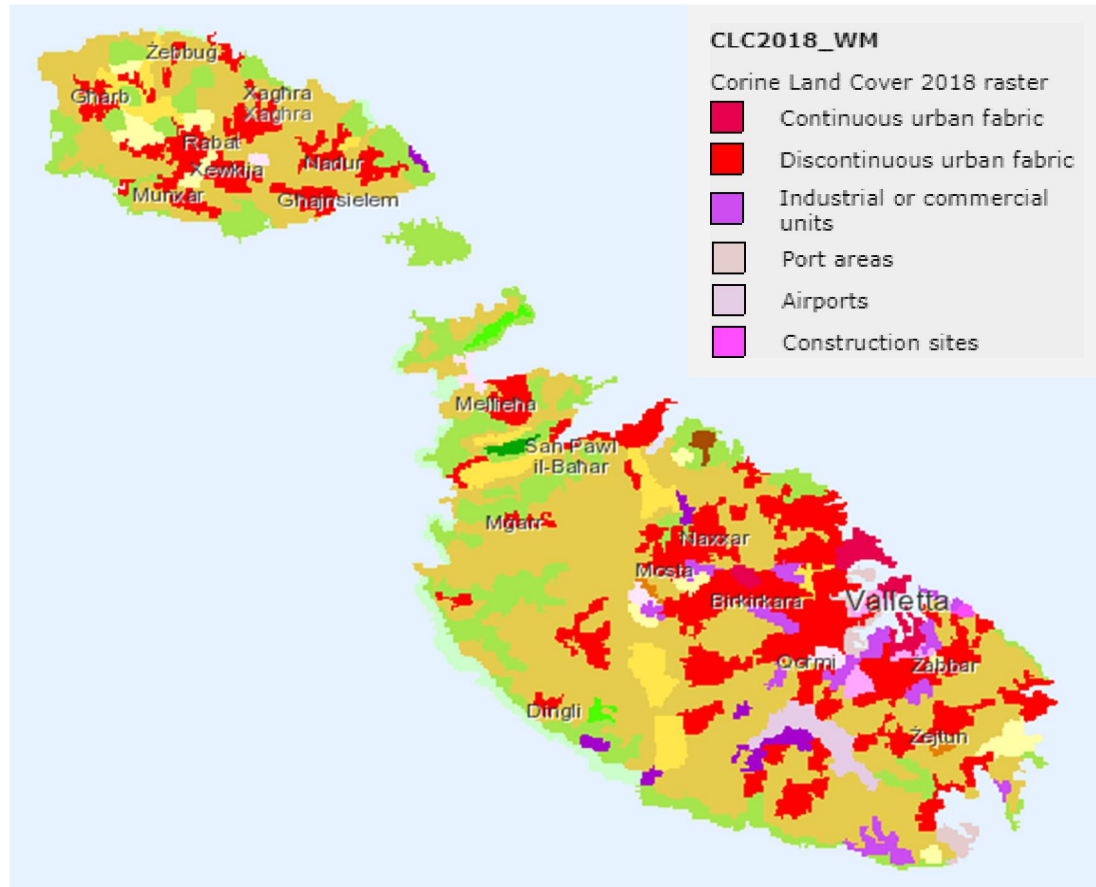 CLC2018_WM
Corine Land Cover 2018 raster
Continuous urban fabric
Discontinuous urban fabric
Industrial or commercial
units
Port areas
Airports
Construction sites
Żebbuġ
Għarb
Xagħra
Xagħra
Rabat
Xewkija
Nadur
Munxar
Għajnsielem
Mellieħa
San Pawl
il-Baħar
Mġarr
Naxxar
Mosta
Birkirkara
Valletta
Qormi
Żabbar
Dingli
Żejtun